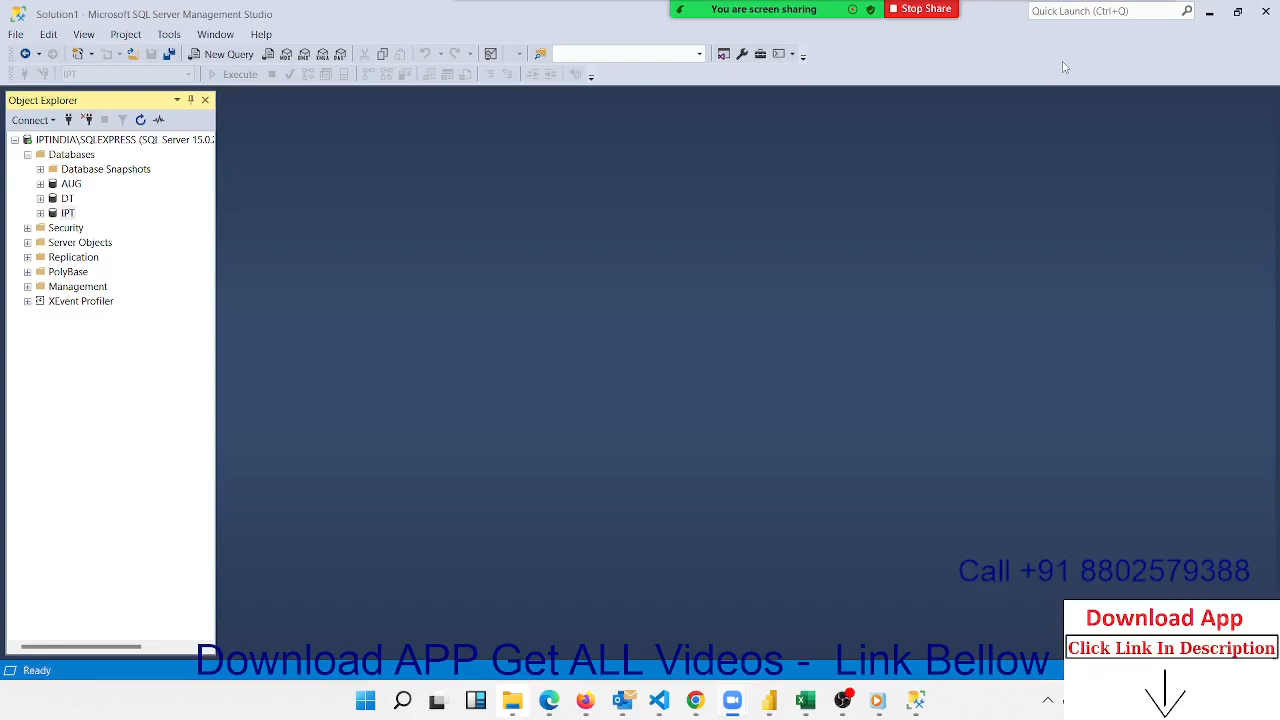 Solution1 - Microsoft SQL Server Management Studio
You are screen sharing
Stop Share
Quick Launch (Ctrl+Q)
File Edit View Project Tools Window Help
New Query
IPT
Execute
Object Explorer
Connect
IPTINDIA\SQLEXPRESS (SQL Server 15.0.
Databases
Database Snapshots
AUG
DT
IPT
Security
Server Objects
Replication
PolyBase
Management
XEvent Profiler
Call +91 8802579388
Download App
Click Link In Description
Download APP Get ALL Videos - Link Bellow
Ready